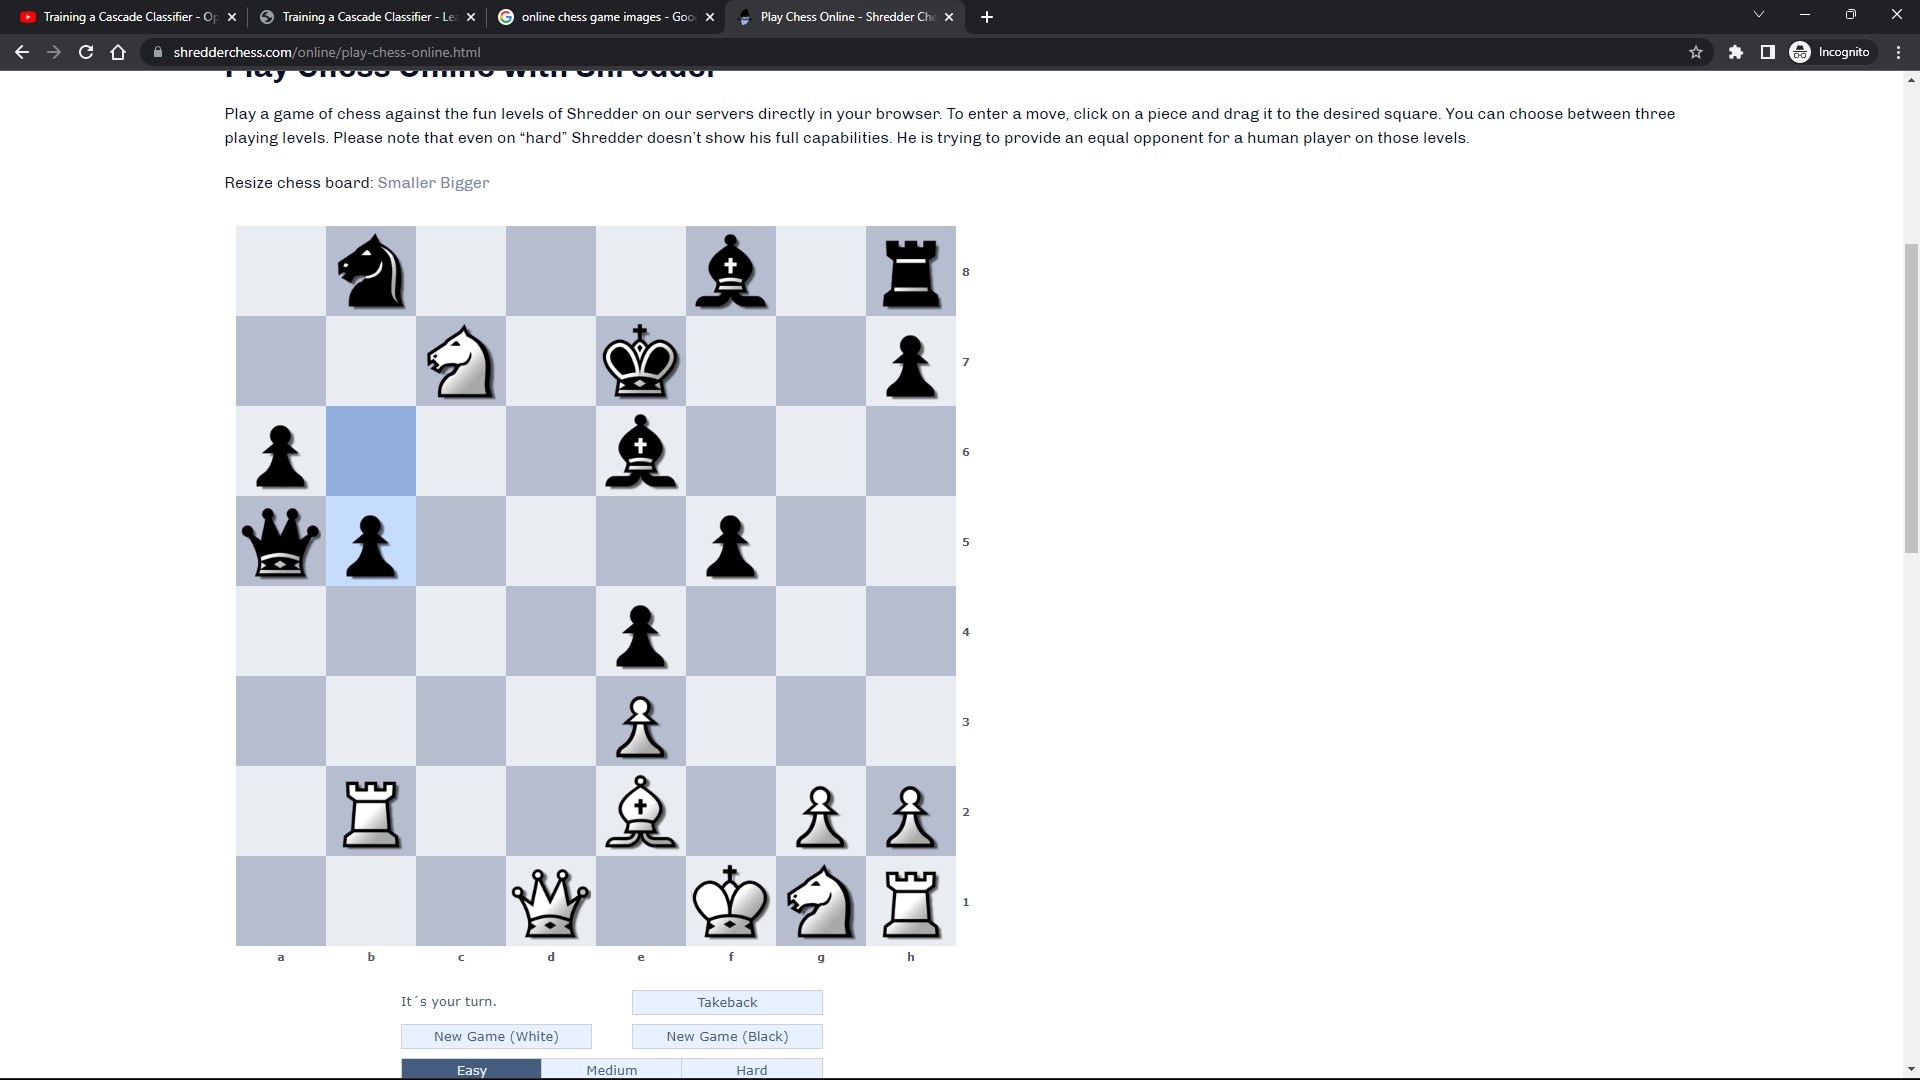 Training a Cascade Classifier - Op
Training a Cascade Classifier - Le
online chess game images - Goo
Play Chess Online - Shredder Che
shredderchess.com/online/play-chess-online.html
Incognito
Play Chess Online with Shredder
Play a game of chess against the fun levels of Shredder on our servers directly in your browser. To enter a move, click on a piece and drag it to the desired square. You can choose between three
playing levels. Please note that even on “hard” Shredder doesn’t show his full capabilities. He is trying to provide an equal opponent for a human player on those levels.
Resize chess board: Smaller Bigger
8
7
6
5
4
3
2
1
a b c d e f g h
It´s your turn. Takeback
New Game (White) New Game (Black)
Easy Medium Hard